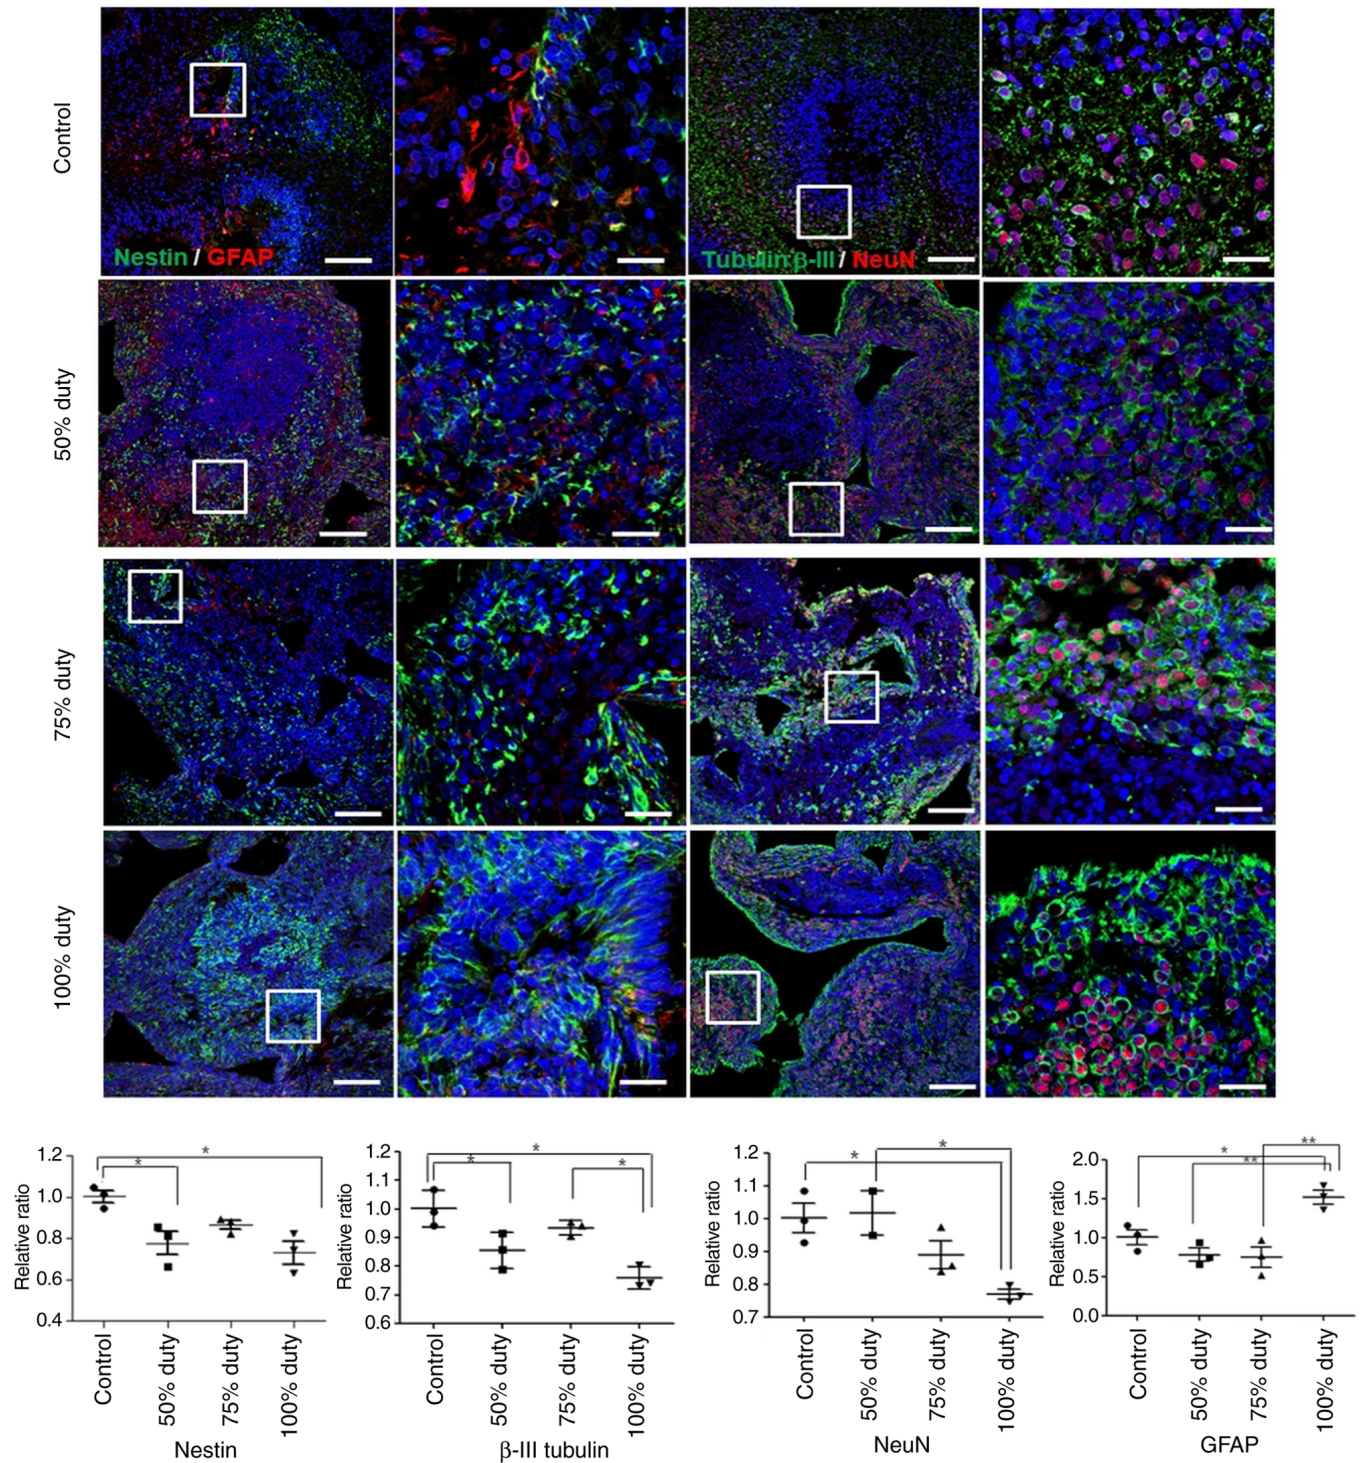 Control
Nestin / GFAP
Tubulin β-III / NeuN
50% duty
75% duty
100% duty
1.2
1.0
0.8
0.6
0.4
Relative ratio
*
*
Control
50% duty
75% duty
100% duty
Nestin
1.2
1.1
1.0
0.9
0.8
0.7
0.6
Relative ratio
*
*
*
Control
50% duty
75% duty
100% duty
β-III tubulin
1.2
1.1
1.0
0.9
0.8
0.7
Relative ratio
*
*
Control
50% duty
75% duty
100% duty
NeuN
2.0
1.5
1.0
0.5
0.0
Relative ratio
*
**
**
Control
50% duty
75% duty
100% duty
GFAP